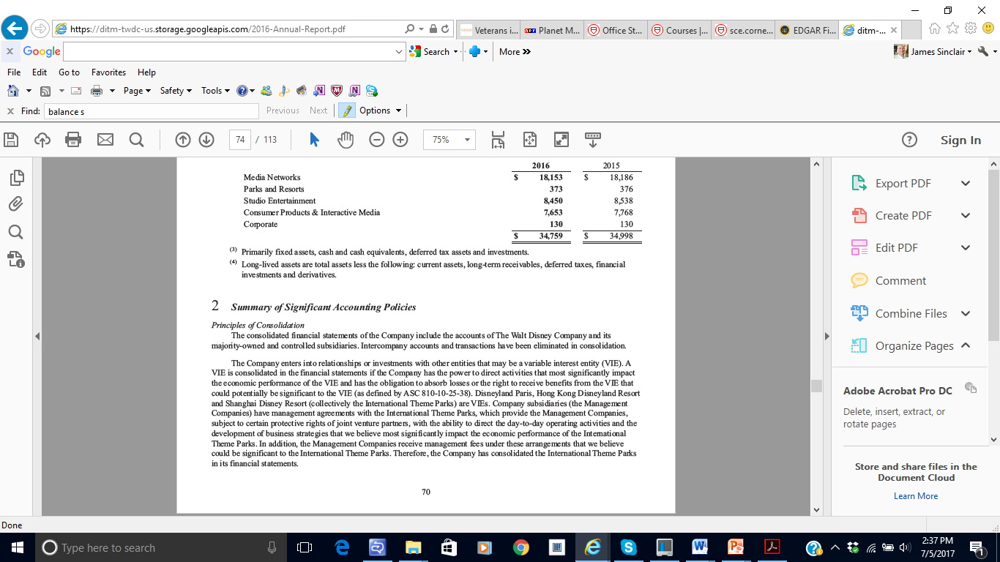 https://ditm-twdc-us.storage.googleapis.com/2016-Annual-Report.pdf
Veterans i... Planet M... Office St... Courses |... sce.corne... EDGAR Fi... ditm-...
x Google Search More »
James Sinclair
File Edit Go to Favorites Help
Page Safety Tools
x Find: balance s Previous Next Options
74 / 113 75% Sign In
2016 2015
Media Networks $ 18,153 $ 18,186
Parks and Resorts 373 376
Studio Entertainment 8,450 8,538
Consumer Products & Interactive Media 7,653 7,768
Corporate 130 130
$ 34,759 $ 34,998
(3) Primarily fixed assets, cash and cash equivalents, deferred tax assets and investments.
(4) Long-lived assets are total assets less the following: current assets, long-term receivables, deferred taxes, financial
investments and derivatives.
2 Summary of Significant Accounting Policies
Principles of Consolidation
The consolidated financial statements of the Company include the accounts of The Walt Disney Company and its
majority-owned and controlled subsidiaries. Intercompany accounts and transactions have been eliminated in consolidation.
The Company enters into relationships or investments with other entities that may be a variable interest entity (VIE). A
VIE is consolidated in the financial statements if the Company has the power to direct activities that most significantly impact
the economic performance of the VIE and has the obligation to absorb losses or the right to receive benefits from the VIE that
could potentially be significant to the VIE (as defined by ASC 810-10-25-38). Disneyland Paris, Hong Kong Disneyland Resort
and Shanghai Disney Resort (collectively the International Theme Parks) are VIEs. Company subsidiaries (the Management
Companies) have management agreements with the International Theme Parks, which provide the Management Companies,
subject to certain protective rights of joint venture partners, with the ability to direct the day-to-day operating activities and the
development of business strategies that we believe most significantly impact the economic performance of the International
Theme Parks. In addition, the Management Companies receive management fees under these arrangements that we believe
could be significant to the International Theme Parks. Therefore, the Company has consolidated the International Theme Parks
in its financial statements.
70
Export PDF
Create PDF
Edit PDF
Comment
Combine Files
Organize Pages
Adobe Acrobat Pro DC
Delete, insert, extract, or
rotate pages
Store and share files in the
Document Cloud
Learn More
Done
Type here to search
2:37 PM
7/5/2017